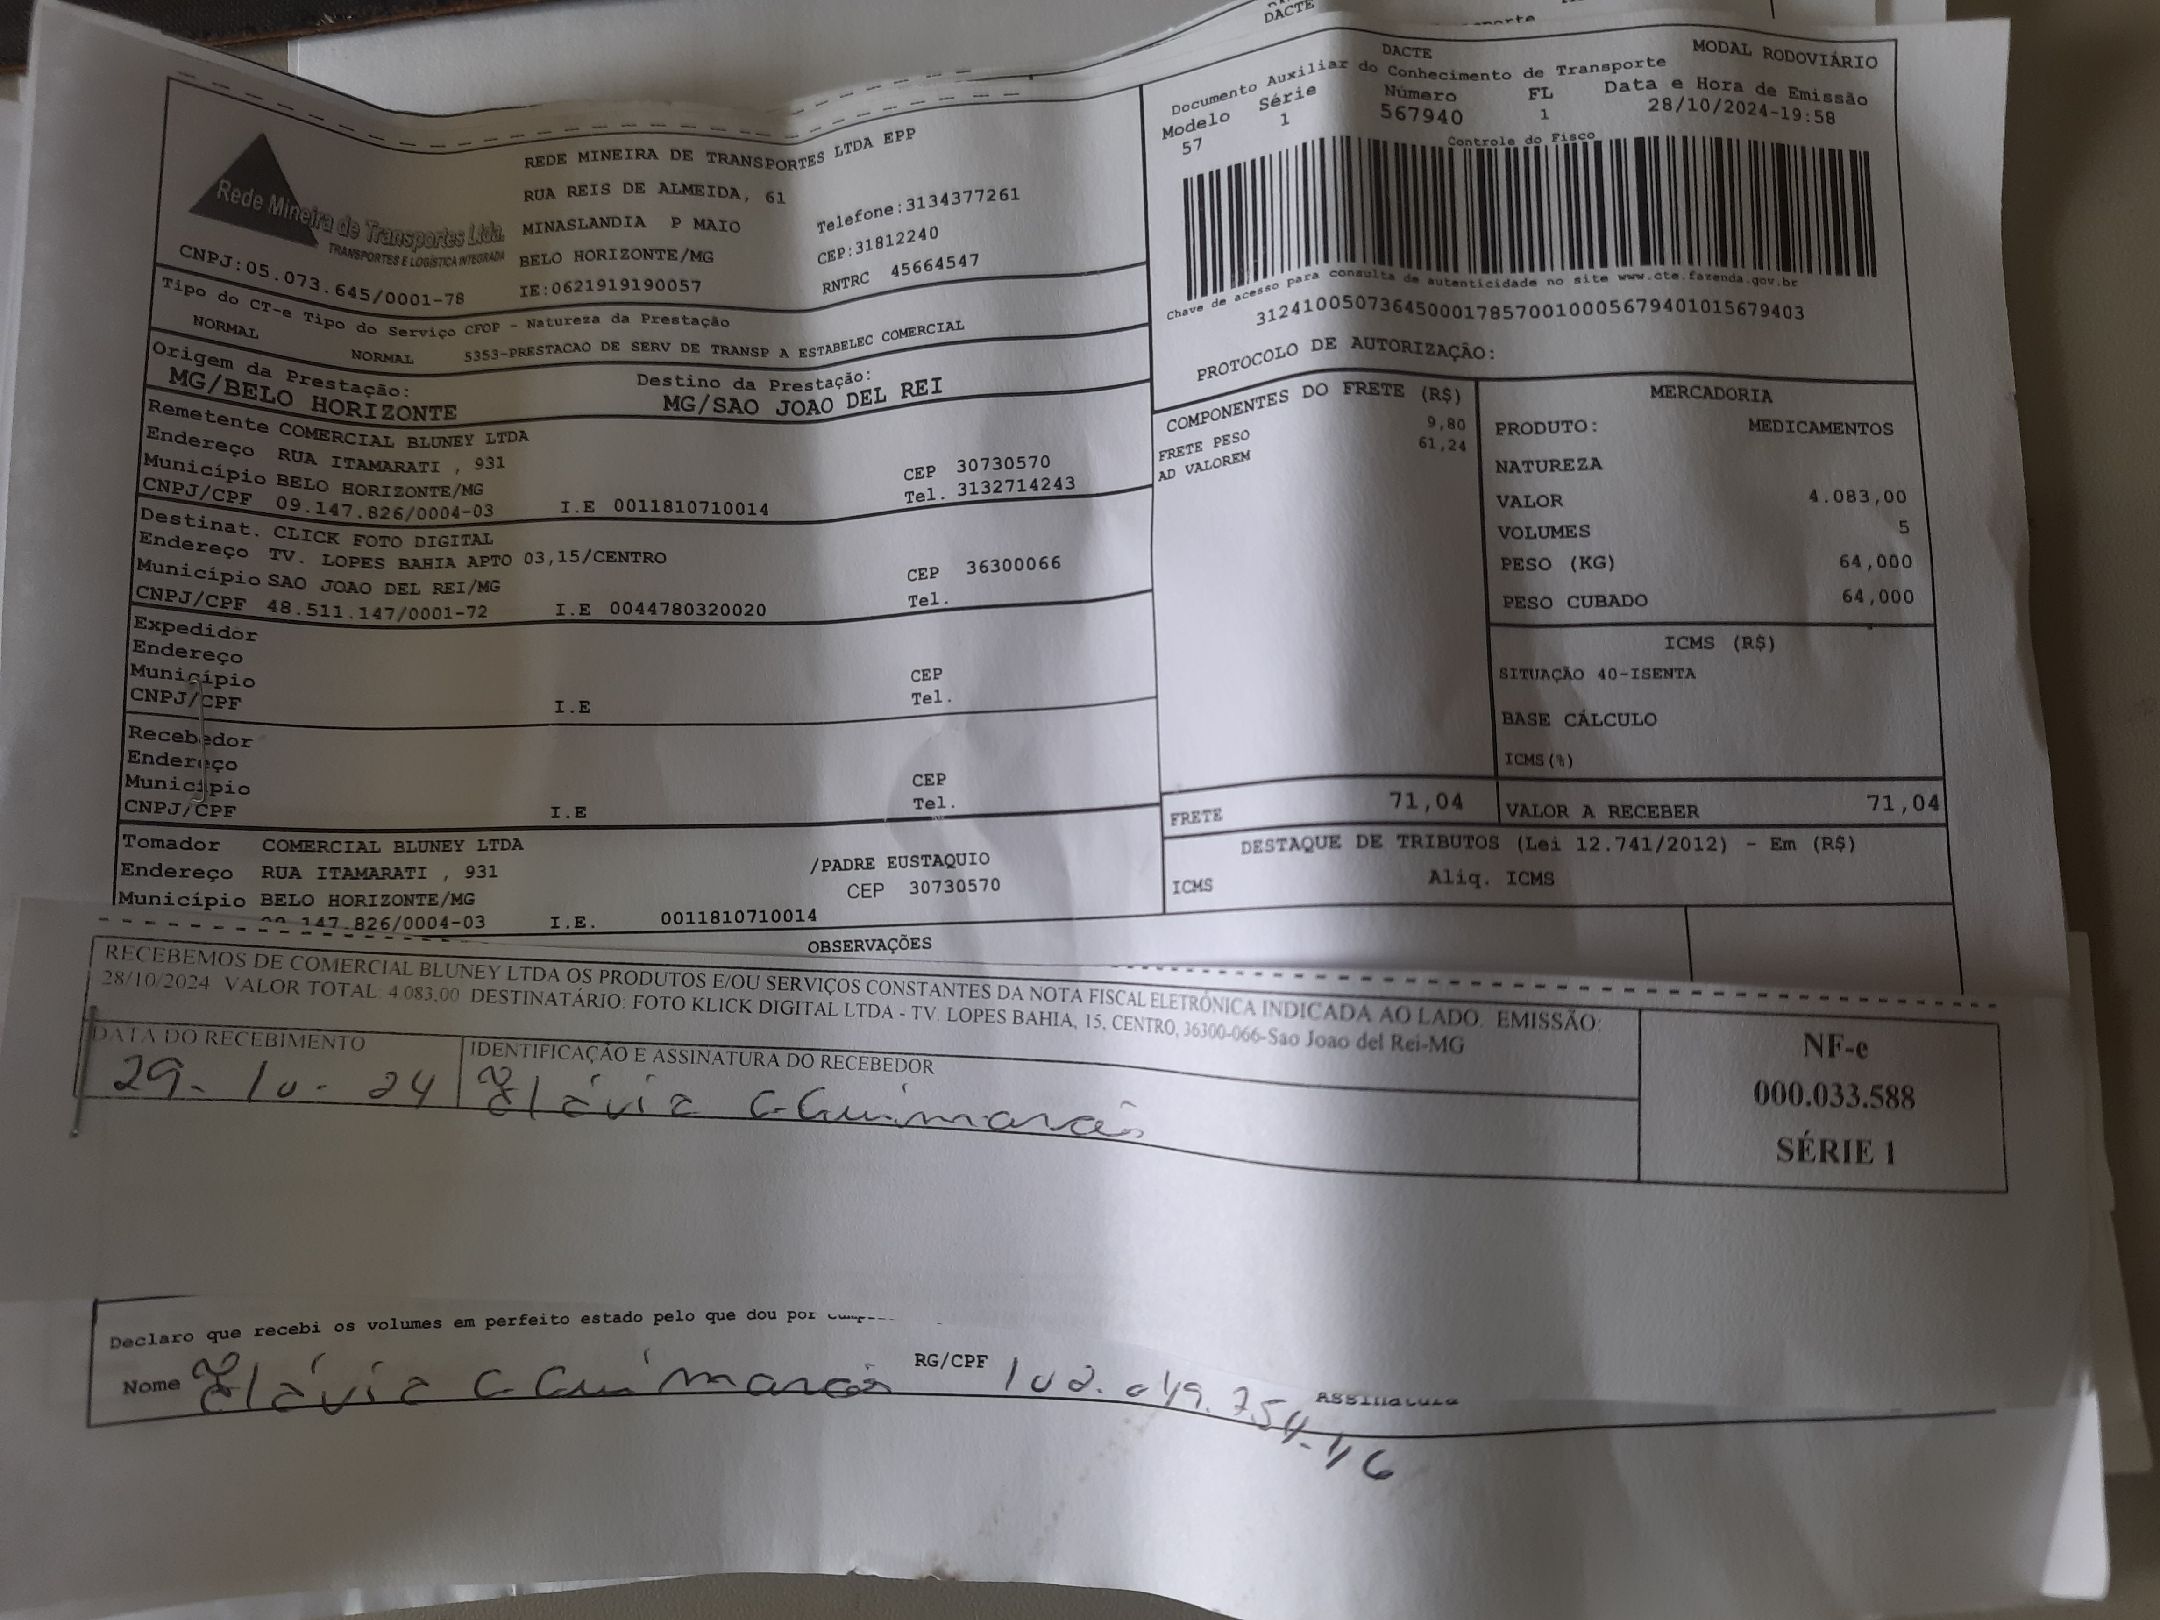 DACTE
Rede Mineira de Transportes Ltda.
TRANSPORTES E LOGÍSTICA INTEGRADA
CNPJ:05.073.645/0001-78
REDE MINEIRA DE TRANSPORTES LTDA EPP
RUA REIS DE ALMEIDA, 61
MINASLANDIA P MAIO
BELO HORIZONTE/MG
IE:0621919190057
Telefone:3134377261
CEP:31812240
RNTRC 45664547
DACTE MODAL RODOVIÁRIO
Documento Auxiliar do Conhecimento de Transporte
Modelo Série Número FL Data e Hora de Emissão
57 1 567940 1 28/10/2024-19:58
Controle do Fisco
Chave de acesso para consulta de autenticidade no site www.cte.fazenda.gov.br
31241005073645000178570010005679401015679403
PROTOCOLO DE AUTORIZAÇÃO:
Tipo do CT-e Tipo do Serviço CFOP - Natureza da Prestação
NORMAL NORMAL 5353-PRESTACAO DE SERV DE TRANSP A ESTABELEC COMERCIAL
Origem da Prestação: Destino da Prestação:
MG/BELO HORIZONTE MG/SAO JOAO DEL REI
Remetente COMERCIAL BLUNEY LTDA
Endereço RUA ITAMARATI , 931
Município BELO HORIZONTE/MG CEP 30730570
CNPJ/CPF 09.147.826/0004-03 I.E 0011810710014 Tel. 3132714243
Destinat. CLICK FOTO DIGITAL
Endereço TV. LOPES BAHIA APTO 03,15/CENTRO
Município SAO JOAO DEL REI/MG CEP 36300066
CNPJ/CPF 48.511.147/0001-72 I.E 0044780320020 Tel.
Expedidor
Endereço
Município CEP
CNPJ/CPF I.E Tel.
Recebedor
Endereço
Município CEP
CNPJ/CPF I.E Tel.
Tomador COMERCIAL BLUNEY LTDA
Endereço RUA ITAMARATI , 931 /PADRE EUSTAQUIO
Município BELO HORIZONTE/MG CEP 30730570
147.826/0004-03 I.E. 0011810710014
COMPONENTES DO FRETE (R$)
FRETE PESO 9,80
AD VALOREM 61,24
MERCADORIA
PRODUTO: MEDICAMENTOS
NATUREZA
VALOR 4.083,00
VOLUMES 5
PESO (KG) 64,000
PESO CUBADO 64,000
ICMS (R$)
SITUAÇÃO 40-ISENTA
BASE CÁLCULO
ICMS(%)
FRETE 71,04 VALOR A RECEBER 71,04
DESTAQUE DE TRIBUTOS (Lei 12.741/2012) - Em (R$)
ICMS Aliq. ICMS
OBSERVAÇÕES
RECEBEMOS DE COMERCIAL BLUNEY LTDA OS PRODUTOS E/OU SERVIÇOS CONSTANTES DA NOTA FISCAL ELETRÔNICA INDICADA AO LADO. EMISSÃO:
28/10/2024 VALOR TOTAL: 4.083,00 DESTINATÁRIO: FOTO KLICK DIGITAL LTDA - TV. LOPES BAHIA, 15, CENTRO, 36300-066-Sao Joao del Rei-MG
DATA DO RECEBIMENTO IDENTIFICAÇÃO E ASSINATURA DO RECEBEDOR
29-10-24 Flávia C Guimarães
NF-e
000.033.588
SÉRIE 1
Declaro que recebi os volumes em perfeito estado pelo que dou por
Nome Flávia C Guimarães RG/CPF 102.049.754-46 Assinatura